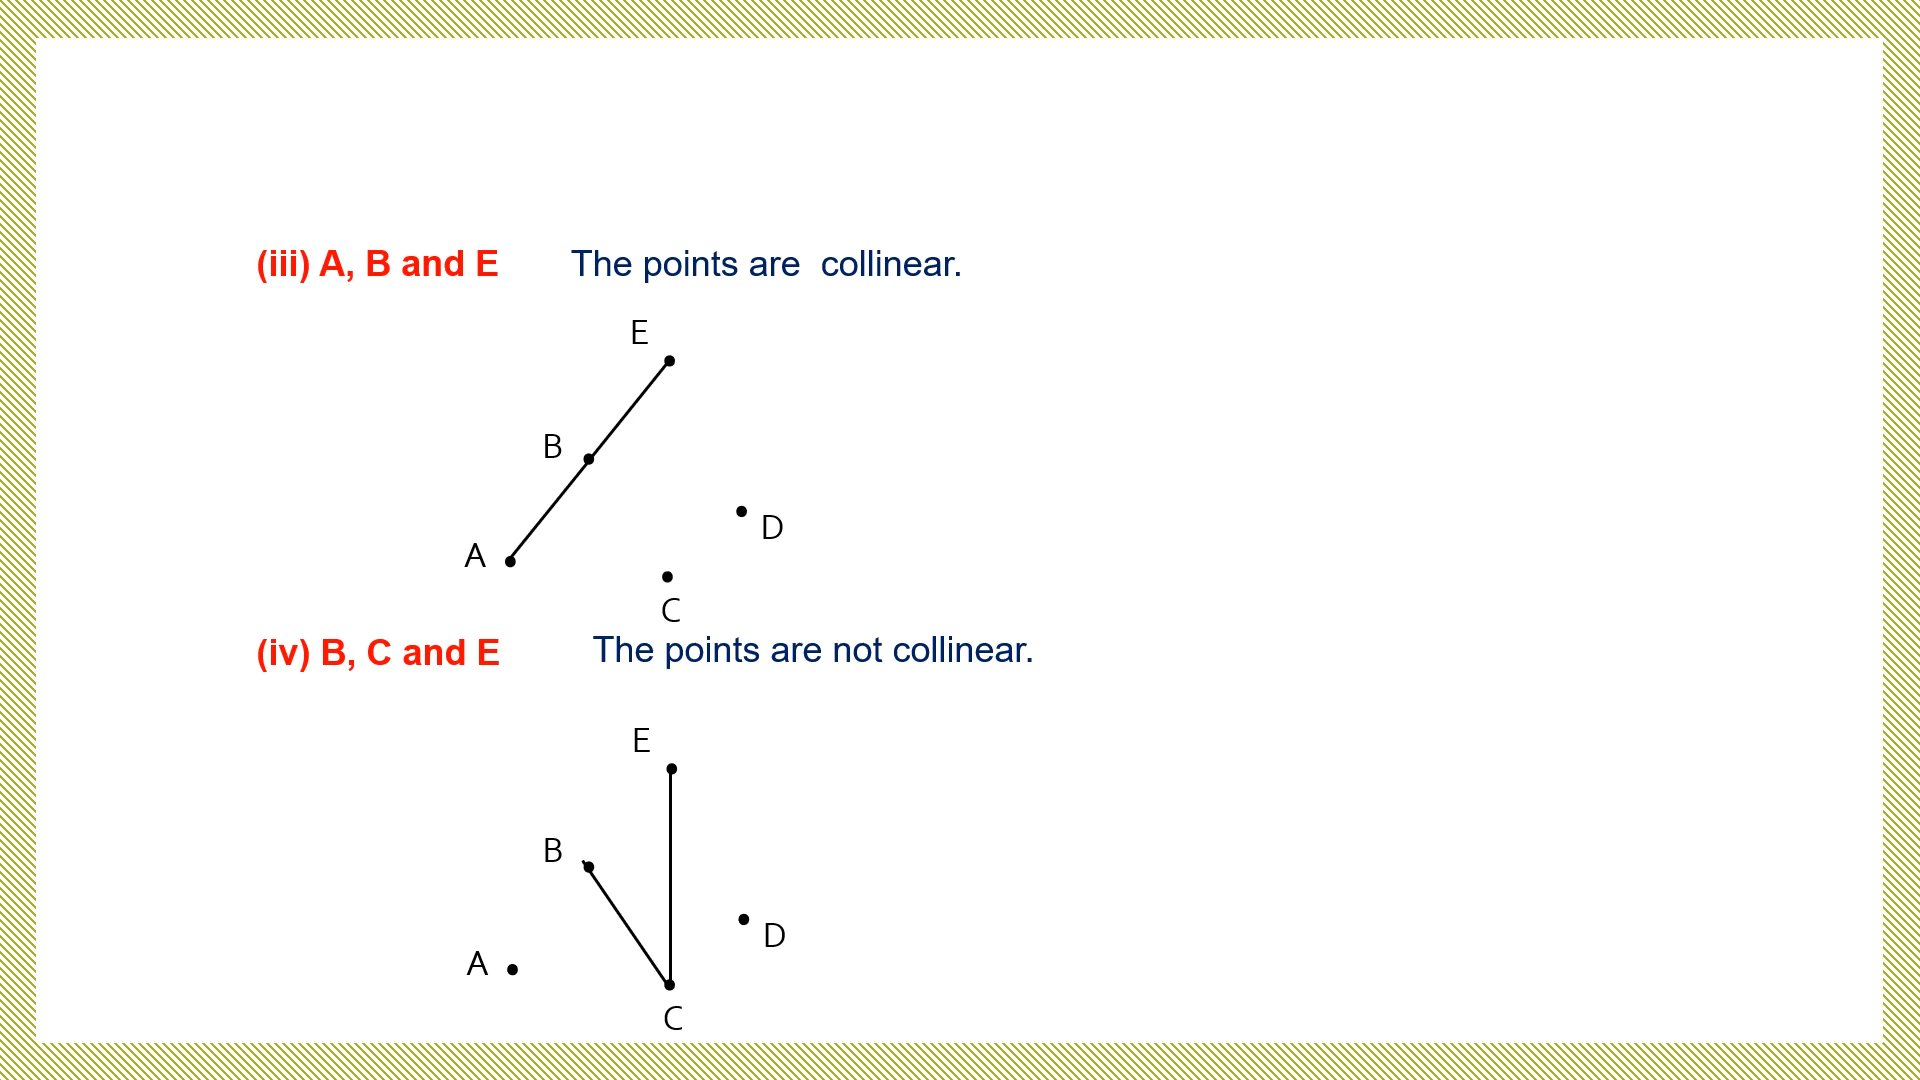 (iii) A, B and E The points are  collinear.
E
B
D
A
C
(iv) B, C and E The points are not collinear.
E
B
D
A
C